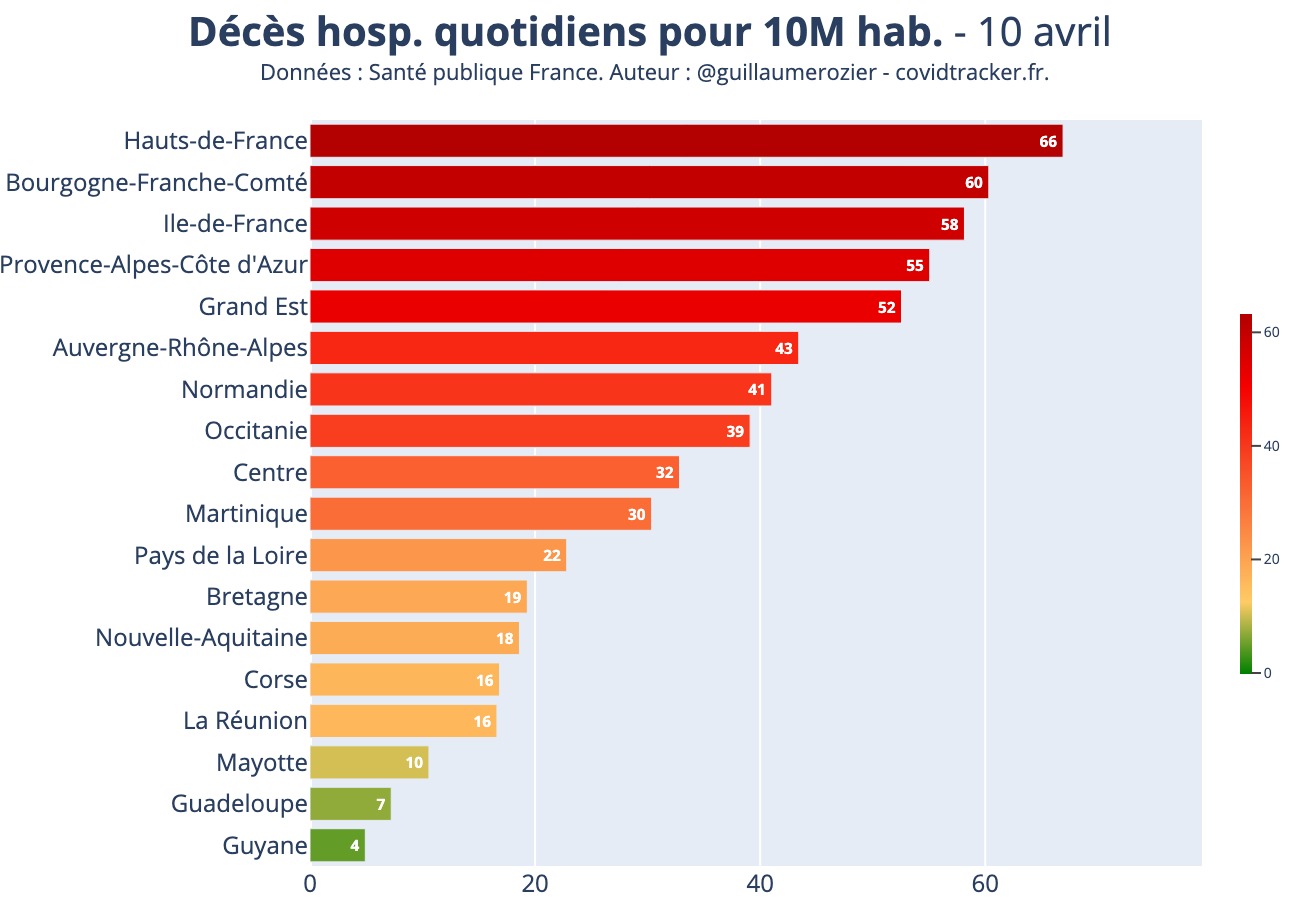 Décès hosp. quotidiens pour 10M hab. - 10 avril
Données : Santé publique France. Auteur : @guillaumerozier - covidtracker.fr.
Hauts-de-France 66
Bourgogne-Franche-Comté 60
Ile-de-France 58
Provence-Alpes-Côte d'Azur 55
Grand Est 52
Auvergne-Rhône-Alpes 43
Normandie 41
Occitanie 39
Centre 32
Martinique 30
Pays de la Loire 22
Bretagne 19
Nouvelle-Aquitaine 18
Corse 16
La Réunion 16
Mayotte 10
Guadeloupe 7
Guyane 4
0 20 40 60
60
40
20
0